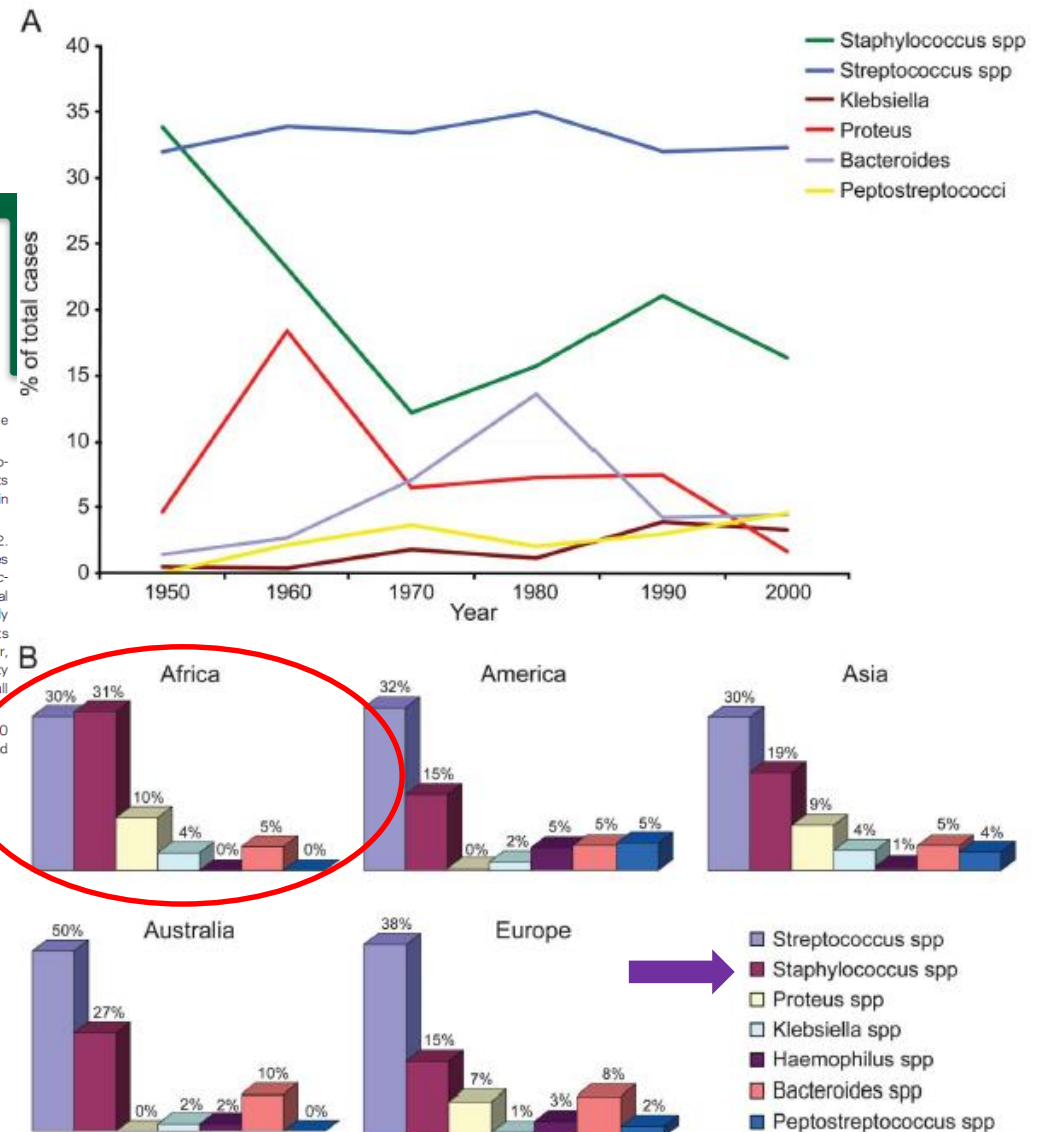 A
40
35
30
25
20
15
10
5
0
% of total cases
1950 1960 1970 1980 1990 2000
Year
Staphylococcus spp
Streptococcus spp
Klebsiella
Proteus
Bacteroides
Peptostreptococci
B
Africa
30% 31% 10% 4% 0% 5% 0%
America
32% 15% 0% 2% 5% 5% 5%
Asia
30% 19% 9% 4% 1% 5% 4%
Australia
50% 27% 0% 2% 2% 10% 0%
Europe
38% 15% 7% 1% 3% 8% 2%
Streptococcus spp
Staphylococcus spp
Proteus spp
Klebsiella spp
Haemophilus spp
Bacteroides spp
Peptostreptococcus spp